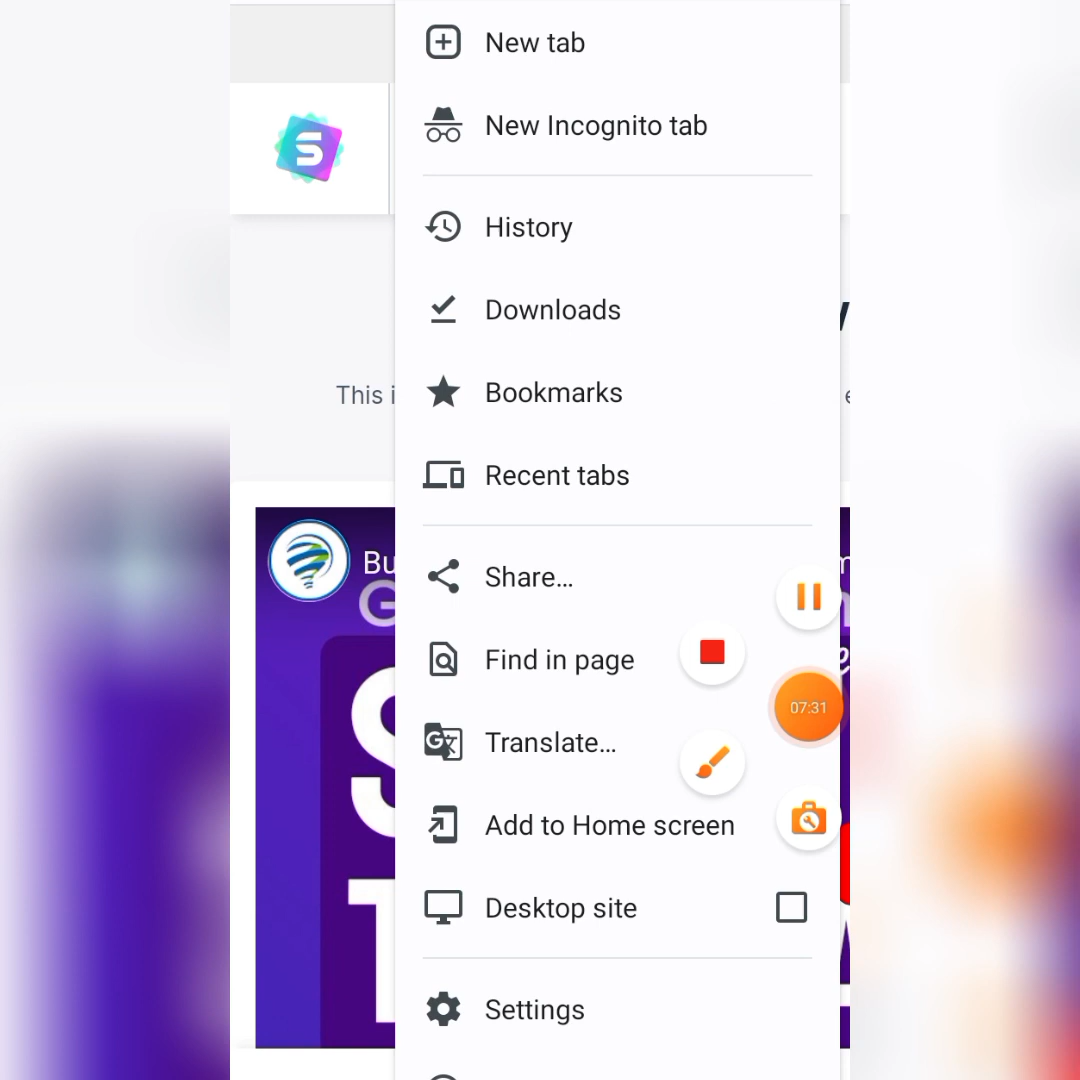 New tab
New Incognito tab
History
Downloads
This i
Bookmarks
Recent tabs
Bu
Share...
Find in page
07:31
Translate...
Add to Home screen
Desktop site
Settings